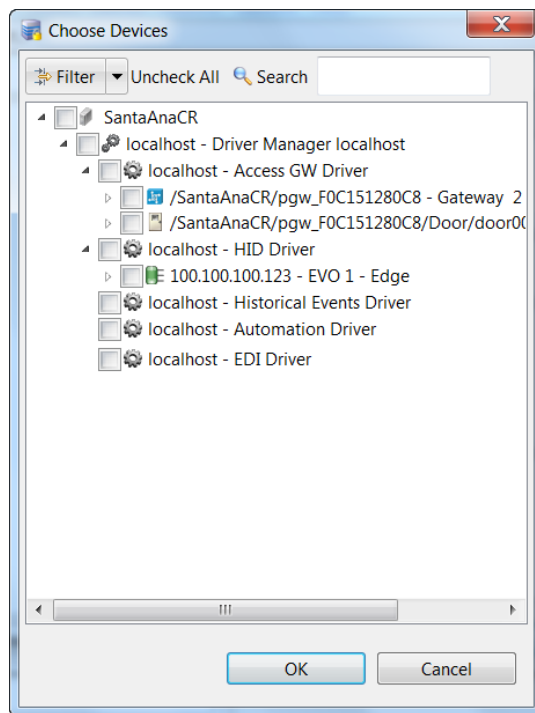 Choose Devices
Filter Uncheck All Search
SantaAnaCR
localhost - Driver Manager localhost
localhost - Access GW Driver
/SantaAnaCR/pgw_F0C151280C8 - Gateway 2
/SantaAnaCR/pgw_F0C151280C8/Door/door00
localhost - HID Driver
100.100.100.123 - EVO 1 - Edge
localhost - Historical Events Driver
localhost - Automation Driver
localhost - EDI Driver
OK Cancel